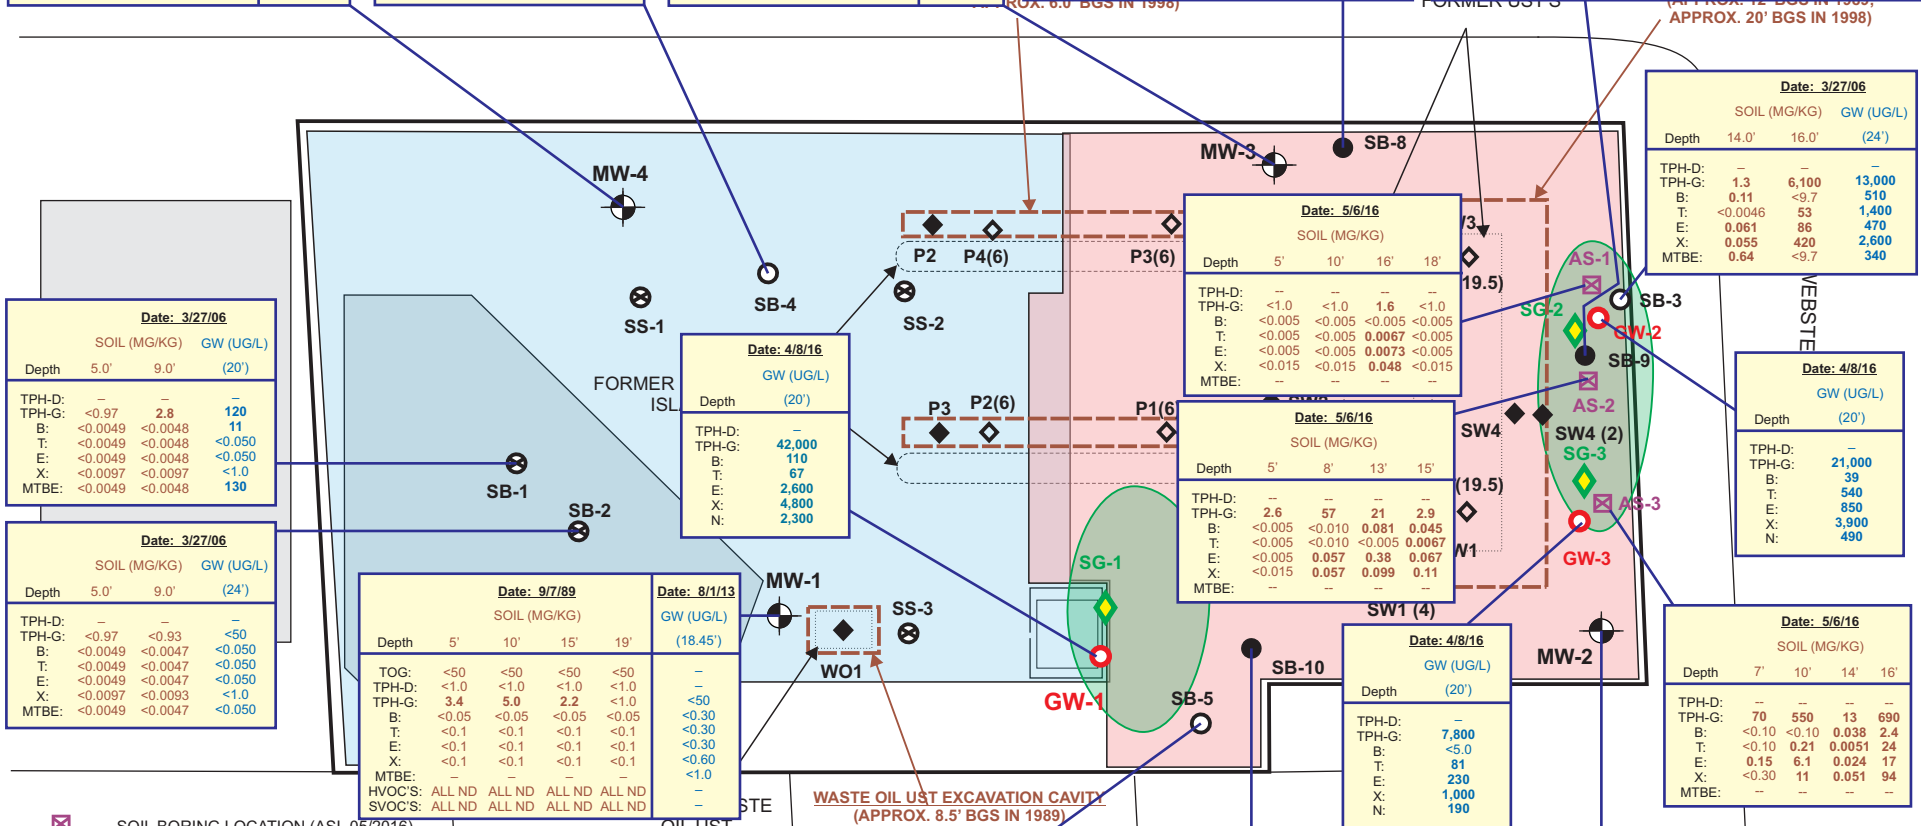 APPROX. 6.0' BGS IN 1998)
FORMER UST'S
(APPROX. 12' BGS IN 1989,
APPROX. 20' BGS IN 1998)
Date: 3/27/06
SOIL (MG/KG) GW (UG/L)
Depth 14.0' 16.0' (24')
TPH-D: – – –
TPH-G: 1.3 6,100 13,000
B: 0.11 <9.7 510
T: <0.0046 53 1,400
E: 0.061 86 470
X: 0.055 420 2,600
MTBE: 0.64 <9.7 340
MW-4
MW-3
SB-8
SB-4
SS-1
SS-2
P2
P4(6)
P3(6)
19.5)
AS-1
SG-2
SB-3
GW-2
SB-9
AS-2
SW4
SW4 (2)
SG-3
AS-3
GW-3
Date: 5/6/16
SOIL (MG/KG)
Depth 5' 10' 16' 18'
TPH-D: -- -- -- --
TPH-G: <1.0 <1.0 1.6 <1.0
B: <0.005 <0.005 <0.005 <0.005
T: <0.005 <0.005 0.0067 <0.005
E: <0.005 <0.005 0.0073 <0.005
X: <0.015 <0.015 0.048 <0.015
MTBE: -- -- -- --
Date: 3/27/06
SOIL (MG/KG) GW (UG/L)
Depth 5.0' 9.0' (20')
TPH-D: – – –
TPH-G: <0.97 2.8 120
B: <0.0049 <0.0048 11
T: <0.0049 <0.0048 <0.050
E: <0.0049 <0.0048 <0.050
X: <0.0097 <0.0097 <1.0
MTBE: <0.0049 <0.0048 130
FORMER
ISL
Date: 4/8/16
GW (UG/L)
Depth (20')
TPH-D: –
TPH-G: 42,000
B: 110
T: 67
E: 2,600
X: 4,800
N: 2,300
P3
P2(6)
P1(6
Date: 5/6/16
SOIL (MG/KG)
Depth 5' 8' 13' 15'
TPH-D: -- -- -- --
TPH-G: 2.6 57 21 2.9
B: <0.005 <0.010 0.081 0.045
T: <0.005 <0.010 <0.005 0.0067
E: <0.005 0.057 0.38 0.067
X: <0.015 0.057 0.099 0.11
MTBE: -- -- -- --
(19.5)
W1
SW1 (4)
Date: 4/8/16
GW (UG/L)
Depth (20')
TPH-D: –
TPH-G: 21,000
B: 39
T: 540
E: 850
X: 3,900
N: 490
WEBSTE
SB-1
SB-2
Date: 3/27/06
SOIL (MG/KG) GW (UG/L)
Depth 5.0' 9.0' (24')
TPH-D: – – –
TPH-G: <0.97 <0.93 <50
B: <0.0049 <0.0047 <0.050
T: <0.0049 <0.0047 <0.050
E: <0.0049 <0.0047 <0.050
X: <0.0097 <0.0093 <1.0
MTBE: <0.0049 <0.0047 <0.050
Date: 9/7/89 Date: 8/1/13
SOIL (MG/KG) GW (UG/L)
Depth 5' 10' 15' 19' (18.45')
TOG: <50 <50 <50 <50 –
TPH-D: <1.0 <1.0 <1.0 <1.0 –
TPH-G: 3.4 5.0 2.2 <1.0 <50
B: <0.05 <0.05 <0.05 <0.05 <0.30
T: <0.1 <0.1 <0.1 <0.1 <0.30
E: <0.1 <0.1 <0.1 <0.1 <0.30
X: <0.1 <0.1 <0.1 <0.1 <0.60
MTBE: – – – – <1.0
HVOC'S: ALL ND ALL ND ALL ND ALL ND –
SVOC'S: ALL ND ALL ND ALL ND ALL ND –
MW-1
WO1
SS-3
SG-1
GW-1
SB-5
SB-10
MW-2
Date: 4/8/16
GW (UG/L)
Depth (20')
TPH-D: –
TPH-G: 7,800
B: <5.0
T: 81
E: 230
X: 1,000
N: 190
Date: 5/6/16
SOIL (MG/KG)
Depth 7' 10' 14' 16'
TPH-D: -- -- -- --
TPH-G: 70 550 13 690
B: <0.10 <0.10 0.038 2.4
T: <0.10 0.21 0.0051 24
E: 0.15 6.1 0.024 17
X: <0.30 11 0.051 94
MTBE: -- -- -- --
STE
OIL UST
WASTE OIL UST EXCAVATION CAVITY
(APPROX. 8.5' BGS IN 1989)
SOIL BORING LOCATION (ASI, 05/2016)